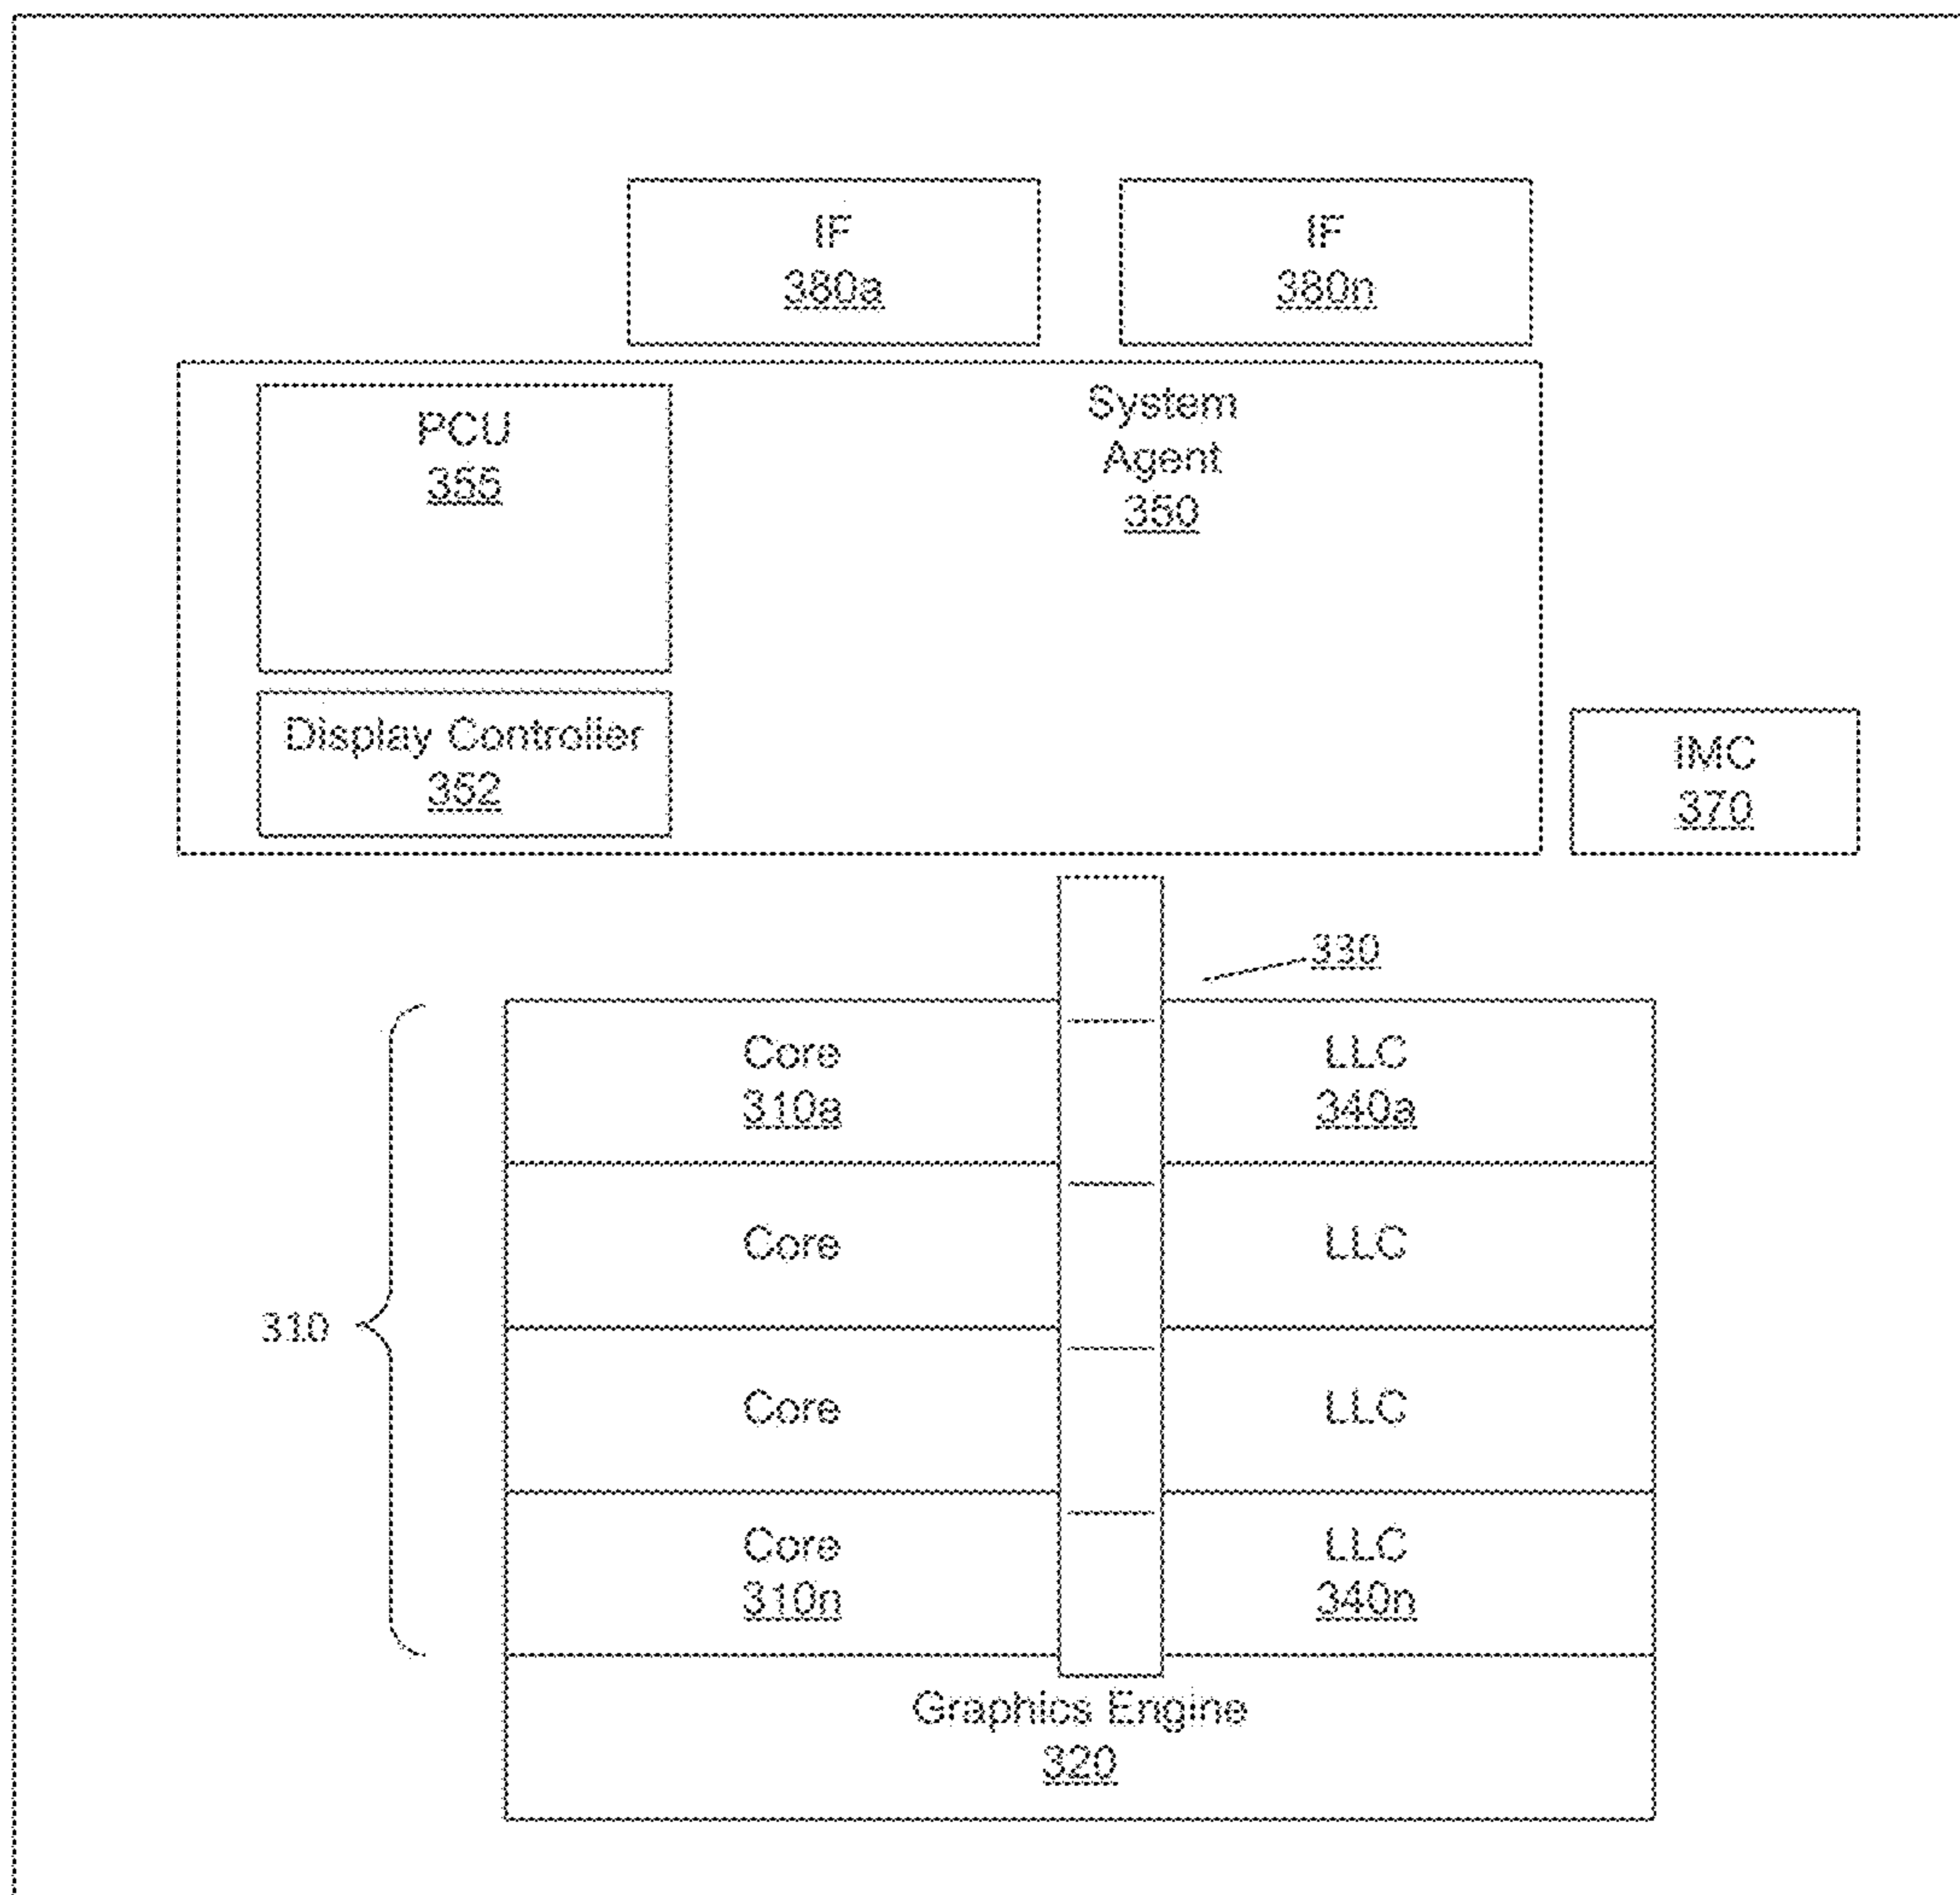 IF
380a
IF
380n
PCU
355
System
Agent
350
Display Controller
352
IMC
370
330
Core
310a
LLC
340a
Core
LLC
310
Core
LLC
Core
310n
LLC
340n
Graphics Engine
320